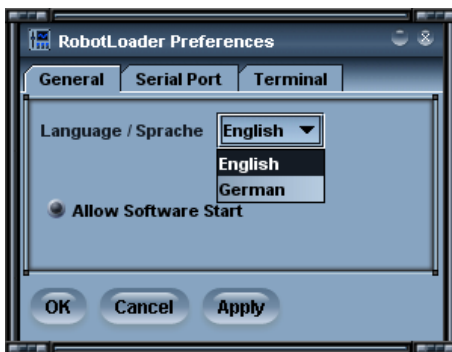 RobotLoader Preferences
General Serial Port Terminal
Language / Sprache English
English
German
Allow Software Start
OK Cancel Apply